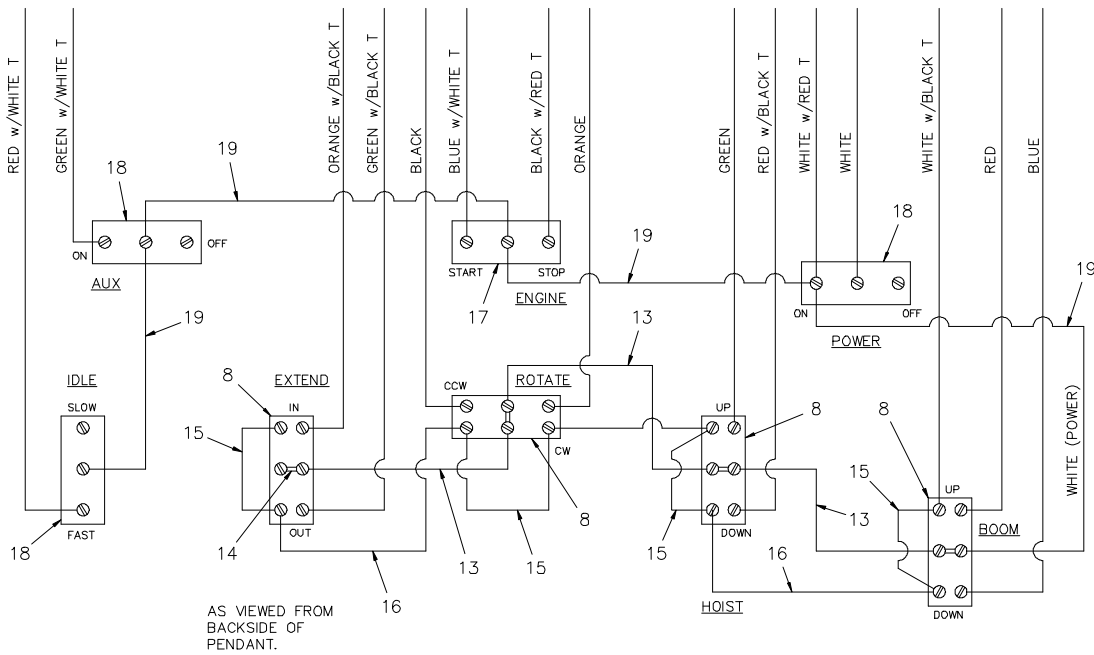 RED w/WHITE T
GREEN w/WHITE T
ORANGE w/BLACK T
GREEN w/BLACK T
BLACK
BLUE w/WHITE T
BLACK w/RED T
ORANGE
GREEN
RED w/BLACK T
WHITE w/RED T
WHITE
WHITE w/BLACK T
RED
BLUE
18
19
ON
OFF
AUX
START
STOP
17
ENGINE
19
18
ON
OFF
POWER
19
19
13
IDLE
SLOW
FAST
18
8
EXTEND
IN
15
OUT
14
16
13
CCW
ROTATE
CW
15
8
UP
8
DOWN
15
HOIST
13
8
UP
15
BOOM
DOWN
16
WHITE (POWER)
AS VIEWED FROM
BACKSIDE OF
PENDANT.